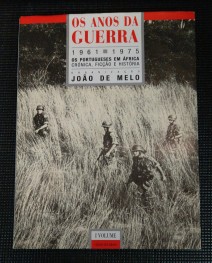 OS ANOS DA
GUERRA
1961 1975
OS PORTUGUESES EM ÁFRICA
CRÓNICA, FICÇÃO E HISTÓRIA
JOÃO DE MELO
I VOLUME